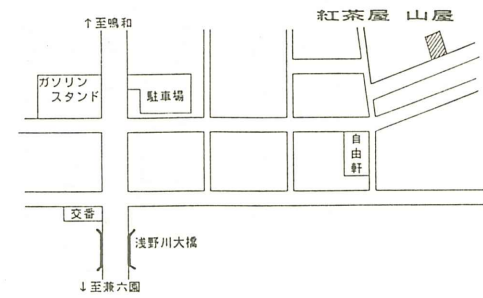 紅茶屋 山屋
↑至鳴和
ガソリン
スタンド
駐車場
自由軒
交番
浅野川大橋
↓至兼六園